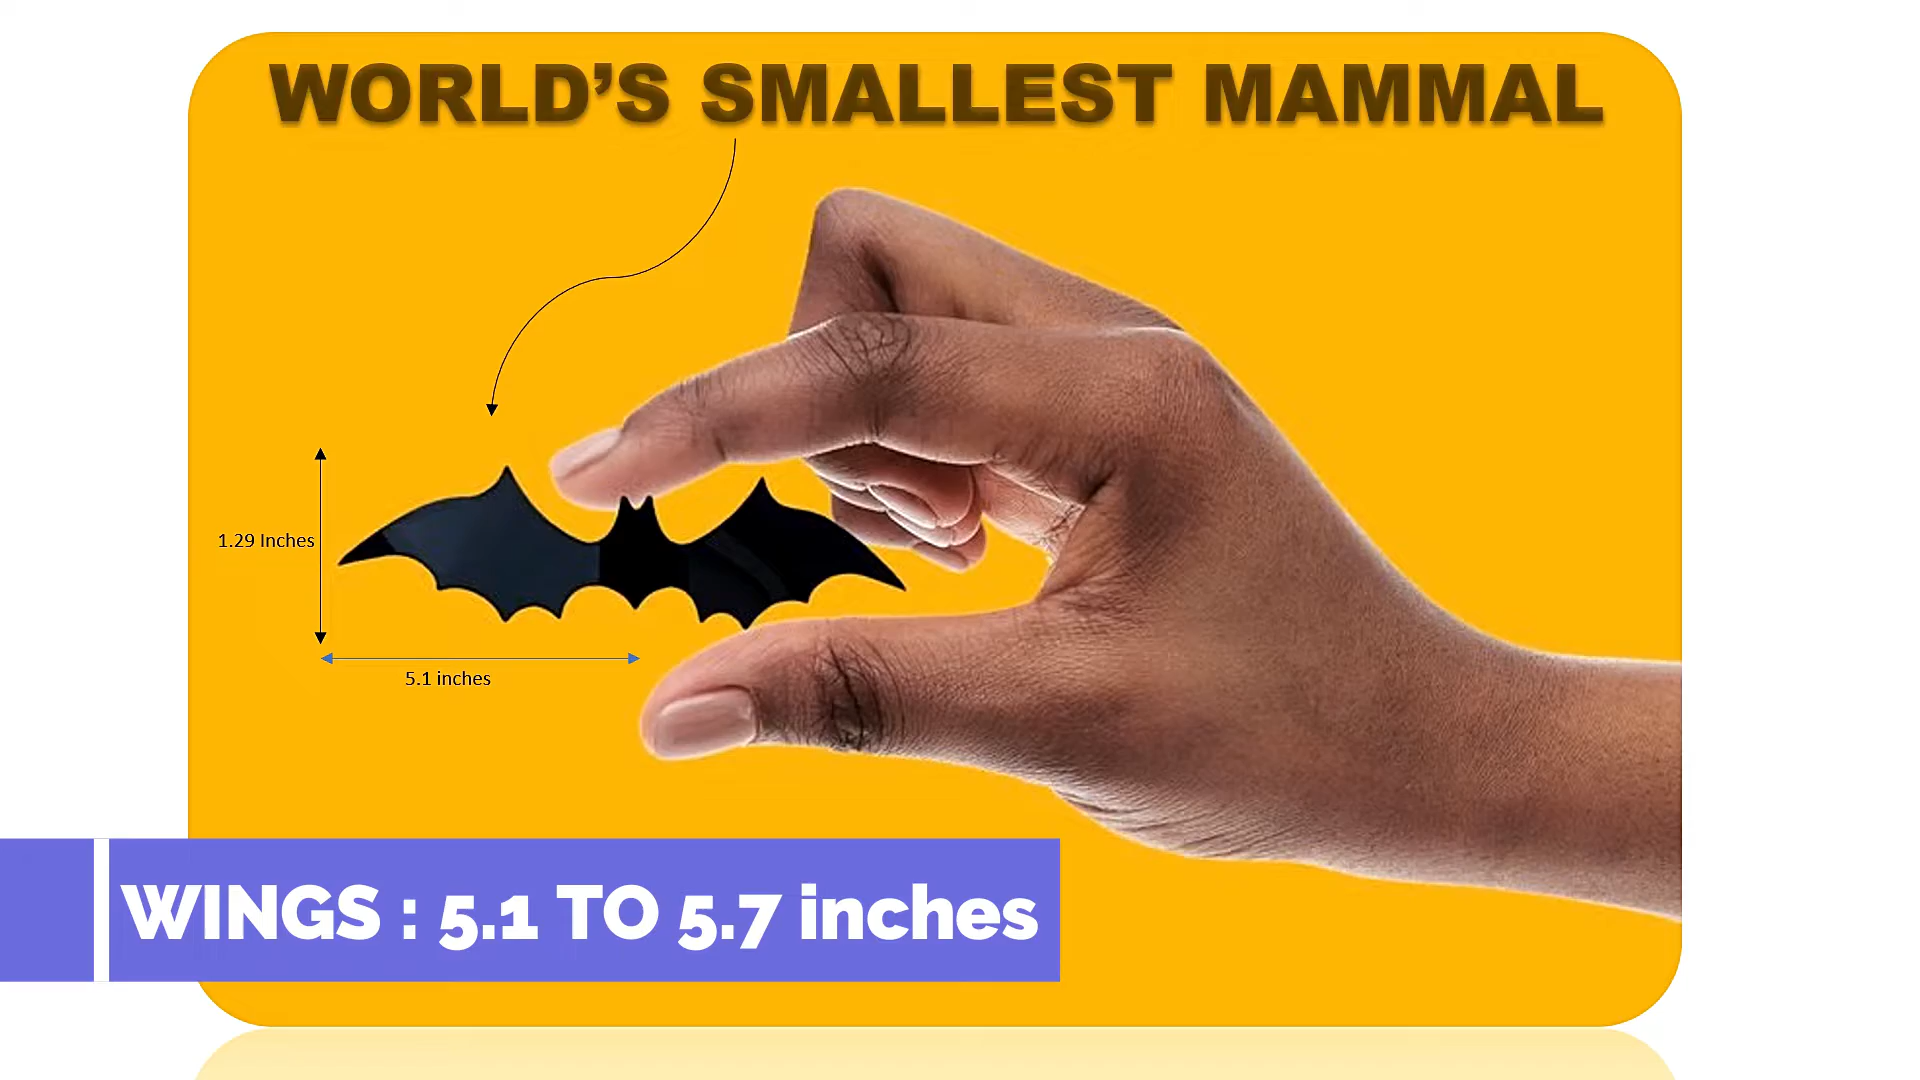 WORLD’S SMALLEST MAMMAL
1.29 Inches
5.1 inches
WINGS : 5.1 TO 5.7 inches